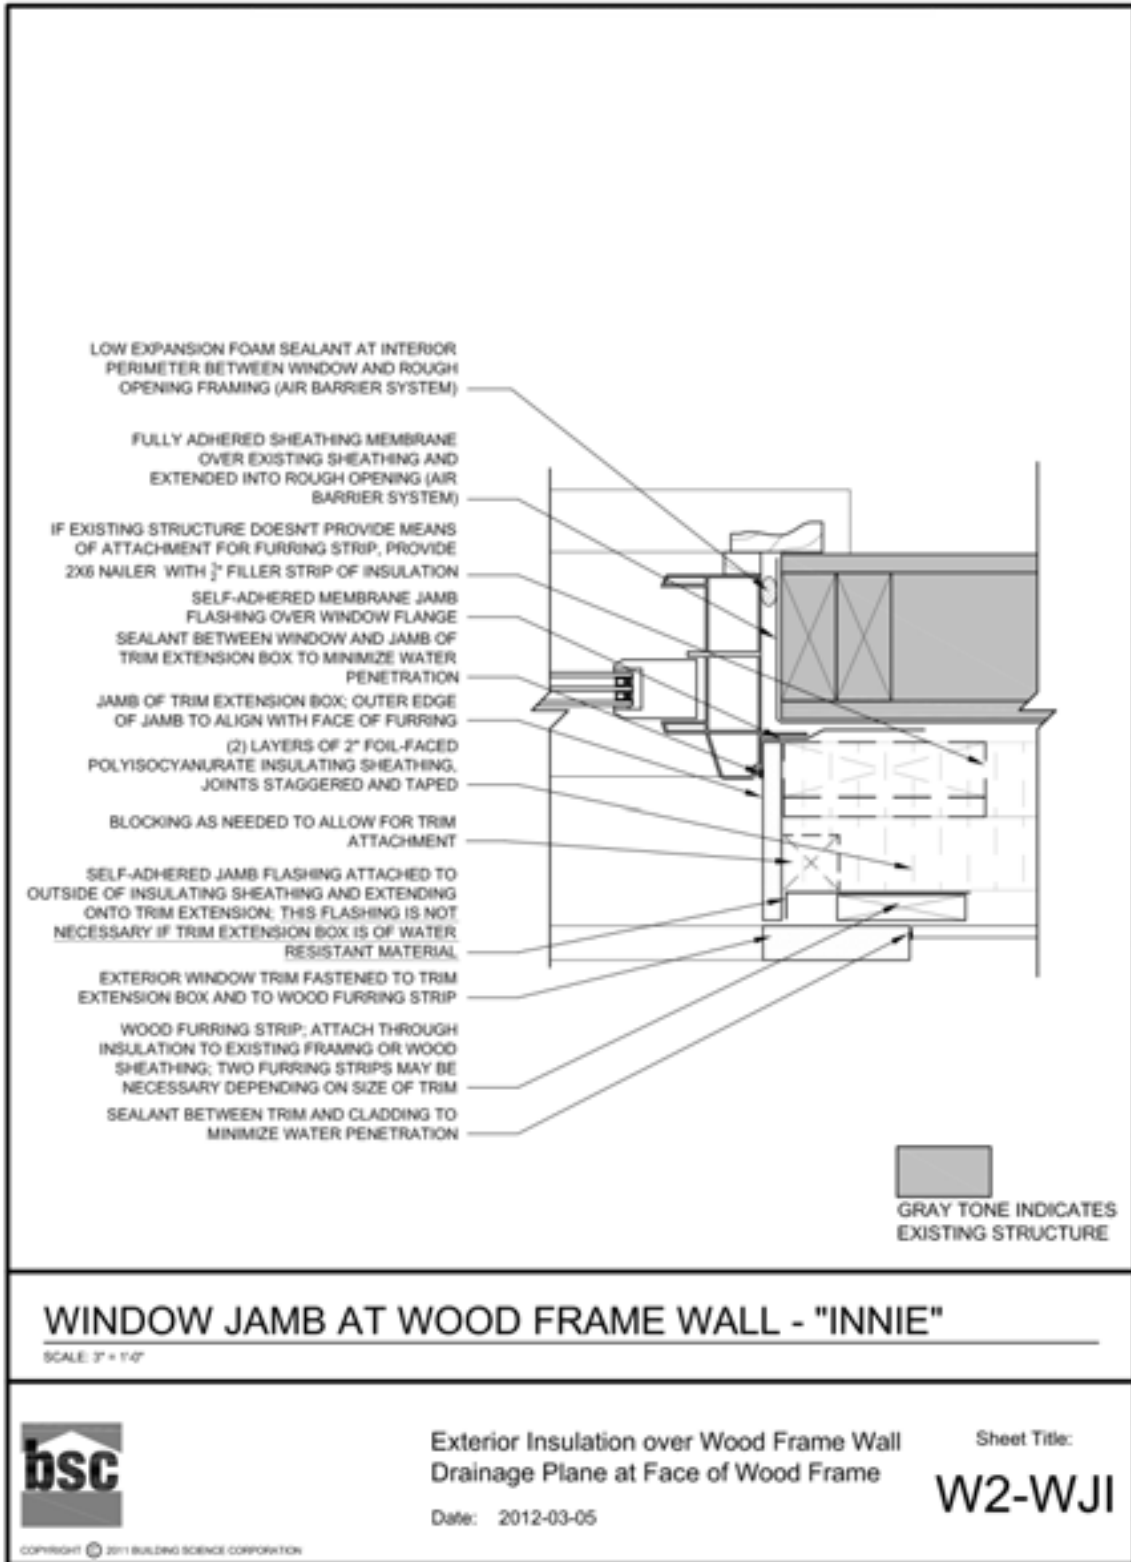 LOW EXPANSION FOAM SEALANT AT INTERIOR
PERIMETER BETWEEN WINDOW AND ROUGH
OPENING FRAMING (AIR BARRIER SYSTEM)
FULLY ADHERED SHEATHING MEMBRANE
OVER EXISTING SHEATHING AND
EXTENDED INTO ROUGH OPENING (AIR
BARRIER SYSTEM)
IF EXISTING STRUCTURE DOESN'T PROVIDE MEANS
OF ATTACHMENT FOR FURRING STRIP, PROVIDE
2X6 NAILER WITH FILLER STRIP OF INSULATION
SELF-ADHERED MEMBRANE JAMB
FLASHING OVER WINDOW FLANGE
SEALANT BETWEEN WINDOW AND JAMB OF
TRIM EXTENSION BOX TO MINIMIZE WATER
PENETRATION
JAMB OF TRIM EXTENSION BOX; OUTER EDGE
OF JAMB TO ALIGN WITH FACE OF FURRING
(2) LAYERS OF 2" FOIL-FACED
POLYISOCYANURATE INSULATING SHEATHING,
JOINTS STAGGERED AND TAPED
BLOCKING AS NEEDED TO ALLOW FOR TRIM
ATTACHMENT
SELF-ADHERED JAMB FLASHING ATTACHED TO
OUTSIDE OF INSULATING SHEATHING AND EXTENDING
ONTO TRIM EXTENSION; THIS FLASHING IS NOT
NECESSARY IF TRIM EXTENSION BOX IS OF WATER
RESISTANT MATERIAL
EXTERIOR WINDOW TRIM FASTENED TO TRIM
EXTENSION BOX AND TO WOOD FURRING STRIP
WOOD FURRING STRIP; ATTACH THROUGH
INSULATION TO EXISTING FRAMNG OR WOOD
SHEATHING; TWO FURRING STRIPS MAY BE
NECESSARY DEPENDING ON SIZE OF TRIM
SEALANT BETWEEN TRIM AND CLADDING TO
MINIMIZE WATER PENETRATION
GRAY TONE INDICATES
EXISTING STRUCTURE
WINDOW JAMB AT WOOD FRAME WALL - "INNIE"
SCALE: 3" = 1'-0"
bsc
Exterior Insulation over Wood Frame Wall
Drainage Plane at Face of Wood Frame
Date: 2012-03-05
Sheet Title:
W2-WJI
COPYRIGHT © 2011 BUILDING SCIENCE CORPORATION